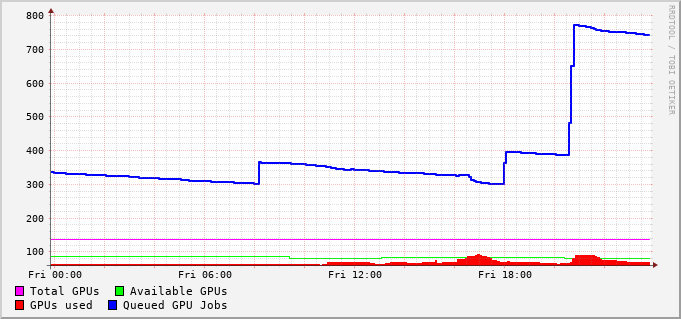 800
700
600
500
400
300
200
100
Fri 00:00 Fri 06:00 Fri 12:00 Fri 18:00
Total GPUs Available GPUs
GPUs used Queued GPU Jobs
RRDTOOL / TOBI OETIKER